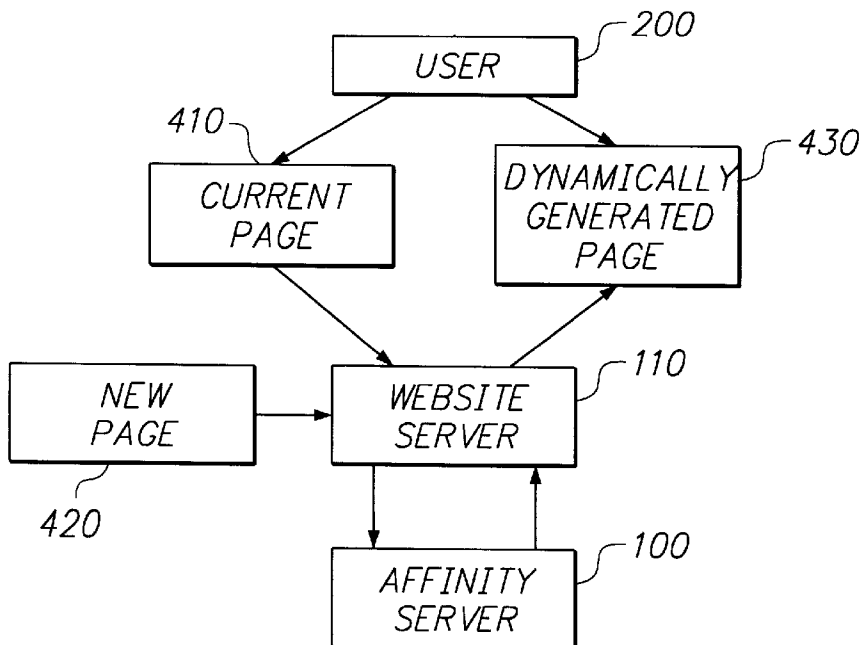 200
USER
410
CURRENT
PAGE
430
DYNAMICALLY
GENERATED
PAGE
110
NEW
PAGE
WEBSITE
SERVER
420
100
AFFINITY
SERVER